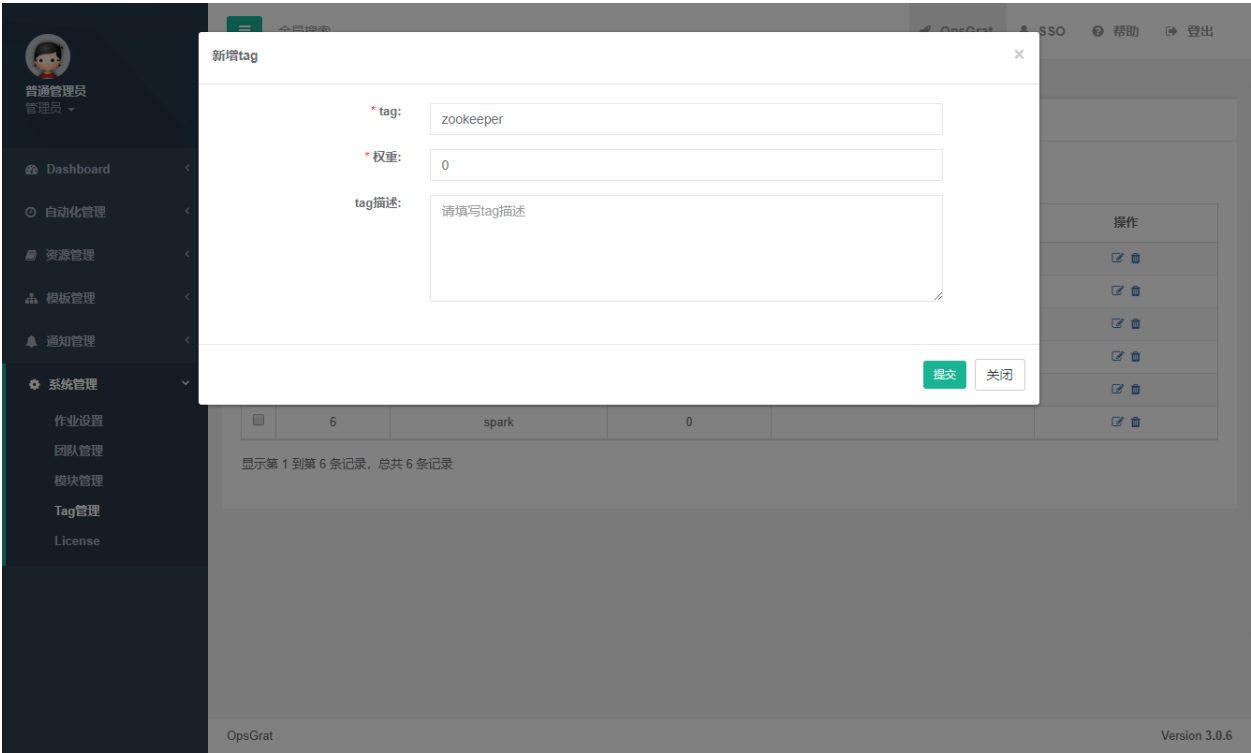 全局搜索
OpsGrat
SSO
帮助
登出
普通管理员
管理员
Dashboard
自动化管理
资源管理
模板管理
通知管理
系统管理
作业设置
团队管理
模块管理
Tag管理
License
新增tag
×
* tag:
zookeeper
* 权重:
0
tag描述:
请填写tag描述
提交
关闭
操作
6 spark 0
显示第 1 到第 6 条记录，总共 6 条记录
OpsGrat
Version 3.0.6